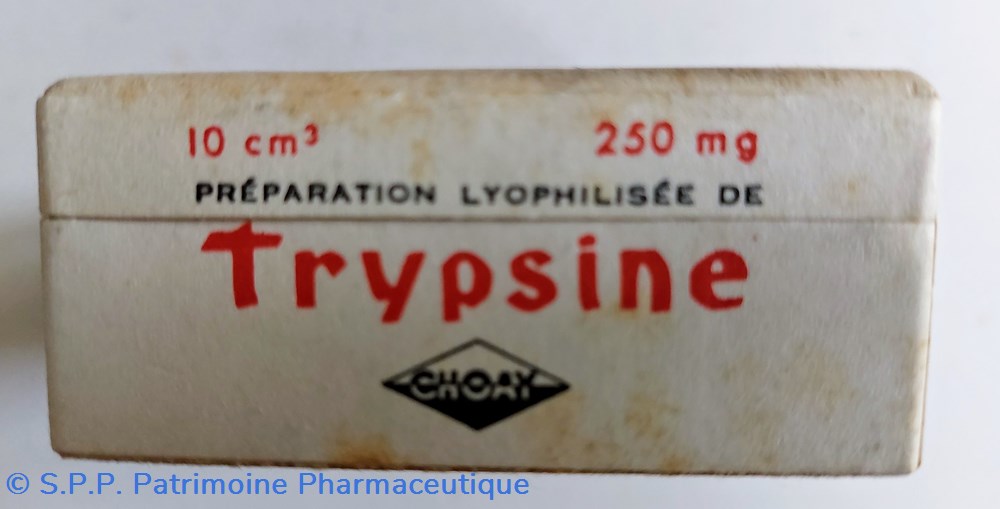 10 cm³ 250 mg
PRÉPARATION LYOPHILISÉE DE
Trypsine
CHOAY
© S.P.P. Patrimoine Pharmaceutique